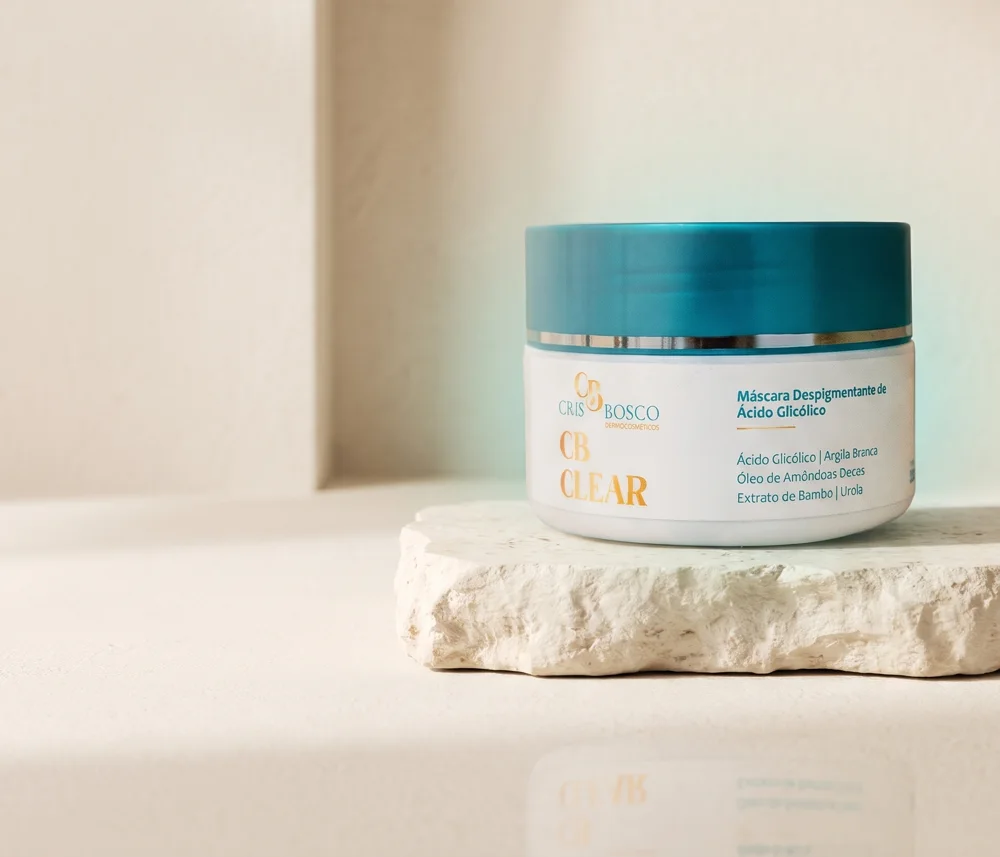 CB
CRIS BOSCO
DERMOCOSMÉTICOS
CB
CLEAR
Máscara Despigmentante de
Ácido Glicólico
Ácido Glicólico | Argila Branca
Óleo de Amêndoas Deces
Extrato de Bambo | Urola